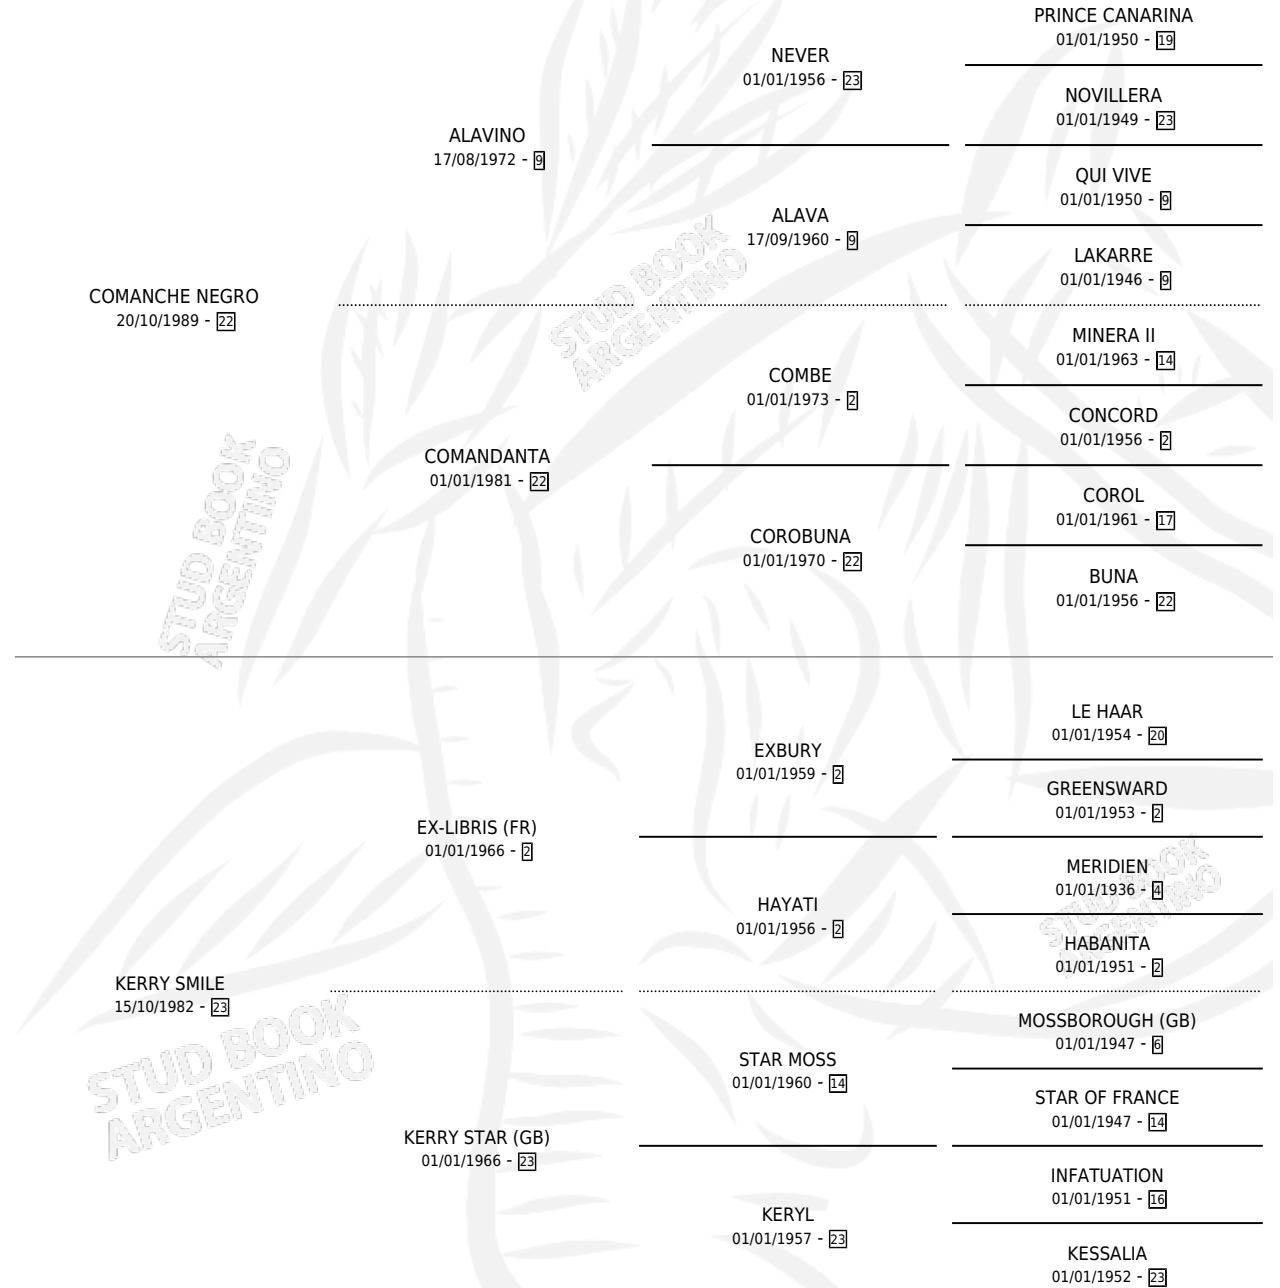 PRINCE CANARINA
01/01/1950 - 19
NEVER
01/01/1956 - 23
NOVILLERA
01/01/1949 - 23
ALAVINO
17/08/1972 - 9
QUI VIVE
01/01/1950 - 9
ALAVA
17/09/1960 - 9
LAKARRE
01/01/1946 - 9
COMANCHE NEGRO
20/10/1989 - 22
MINERA II
01/01/1963 - 14
COMBE
01/01/1973 - 2
CONCORD
01/01/1956 - 2
COMANDANTA
01/01/1981 - 22
COROL
01/01/1961 - 17
COROBUNA
01/01/1970 - 22
BUNA
01/01/1956 - 22
LE HAAR
01/01/1954 - 20
EXBURY
01/01/1959 - 2
GREENSWARD
01/01/1953 - 2
EX-LIBRIS (FR)
01/01/1966 - 2
MERIDIEN
01/01/1936 - 4
HAYATI
01/01/1956 - 2
HABANITA
01/01/1951 - 2
KERRY SMILE
15/10/1982 - 23
MOSSBOROUGH (GB)
01/01/1947 - 6
STAR MOSS
01/01/1960 - 14
STAR OF FRANCE
01/01/1947 - 14
KERRY STAR (GB)
01/01/1966 - 23
INFATUATION
01/01/1951 - 16
KERYL
01/01/1957 - 23
KESSALIA
01/01/1952 - 23
STUD BOOK
ARGENTINO
STUD BOOK
ARGENTINO
STUD BOOK
ARGENTINO
STUD BOOK
ARGENTINO